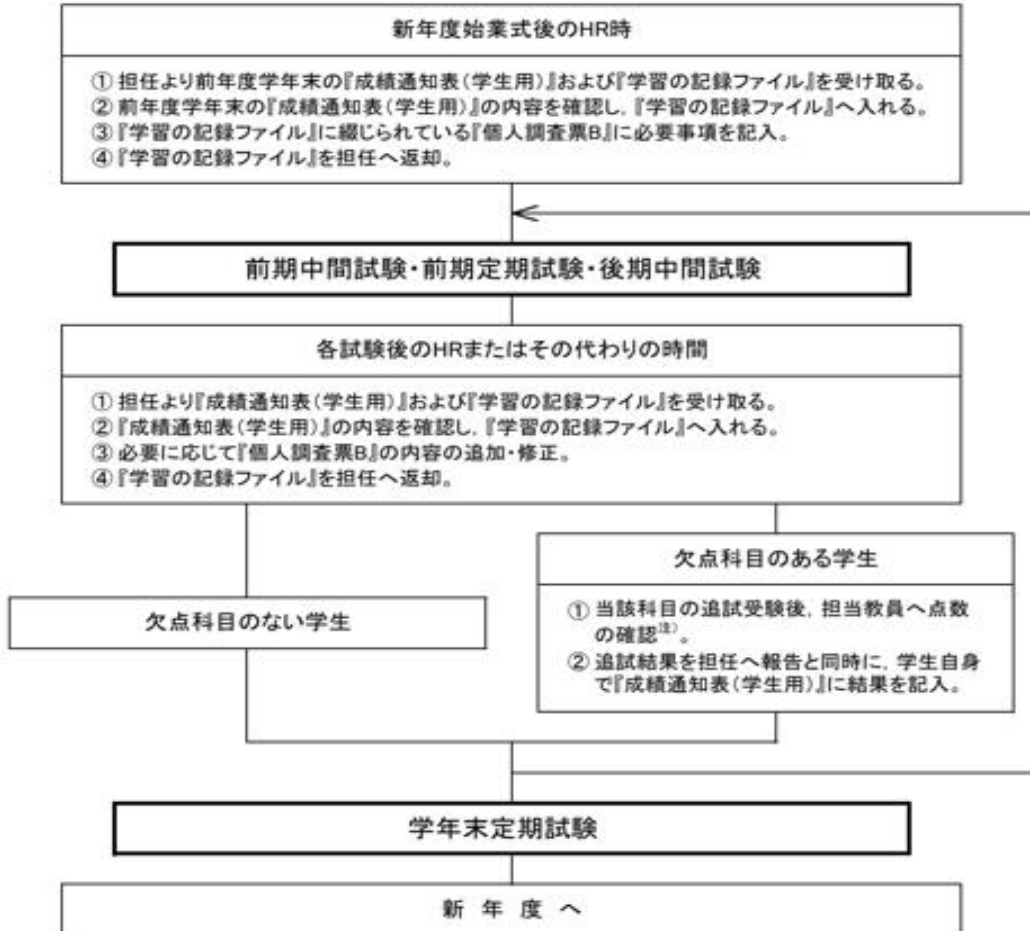 新年度始業式後のHR時
① 担任より前年度学年末の『成績通知表(学生用)』および『学習の記録ファイル』を受け取る。
② 前年度学年末の『成績通知表(学生用)』の内容を確認し,『学習の記録ファイル』へ入れる。
③『学習の記録ファイル』に綴じられている『個人調査票B』に必要事項を記入。
④『学習の記録ファイル』を担任へ返却。
前期中間試験・前期定期試験・後期中間試験
各試験後のHRまたはその代わりの時間
① 担任より『成績通知表(学生用)』および『学習の記録ファイル』を受け取る。
②『成績通知表(学生用)』の内容を確認し,『学習の記録ファイル』へ入れる。
③ 必要に応じて『個人調査票B』の内容の追加・修正。
④『学習の記録ファイル』を担任へ返却。
欠点科目のない学生
欠点科目のある学生
① 当該科目の追試受験後,担当教員へ点数
の確認注)。
② 追試結果を担任へ報告と同時に,学生自身
で『成績通知表(学生用)』に結果を記入。
学年末定期試験
新 年 度 へ